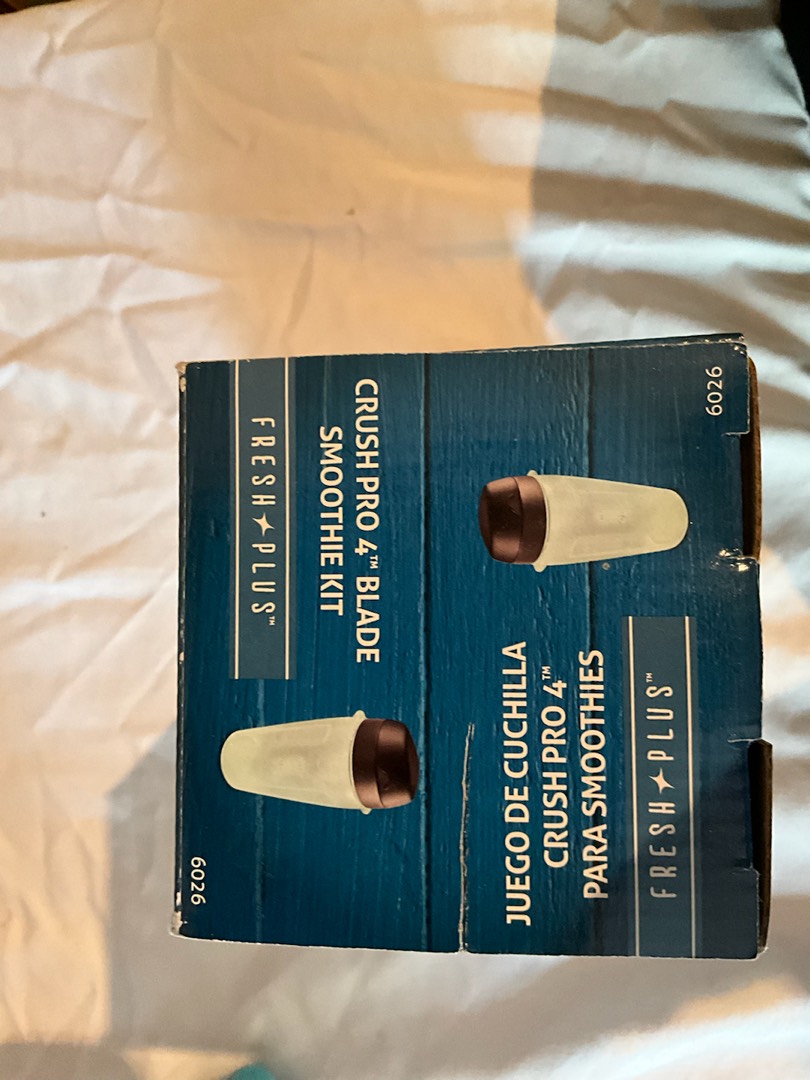 FRESH PLUS™
CRUSH PRO 4™ BLADE
SMOOTHIE KIT
6026
JUEGO DE CUCHILLA
CRUSH PRO 4™
PARA SMOOTHIES
FRESH PLUS™
6026